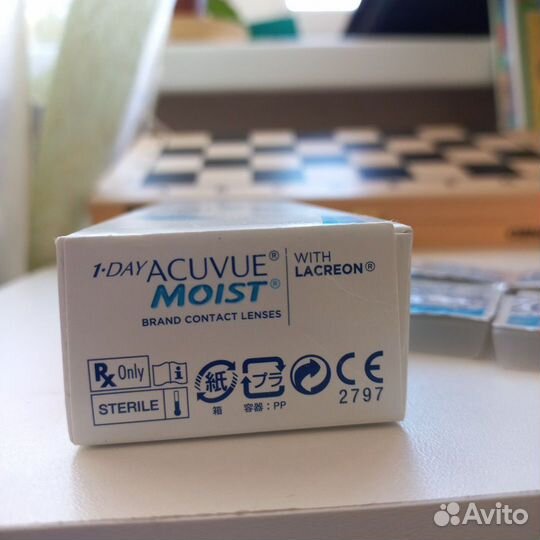 1·DAY ACUVUE®
MOIST®
BRAND CONTACT LENSES
WITH
LACREON®
Rx Only
STERILE
紙
箱
プラ
容器：PP
CE
2797
Avito